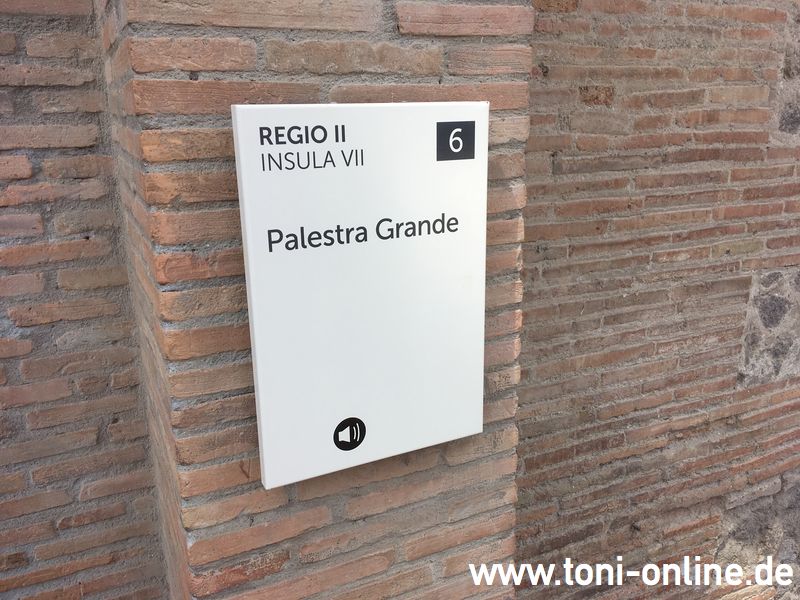 REGIO II
INSULA VII
6
Palestra Grande
www.toni-online.de